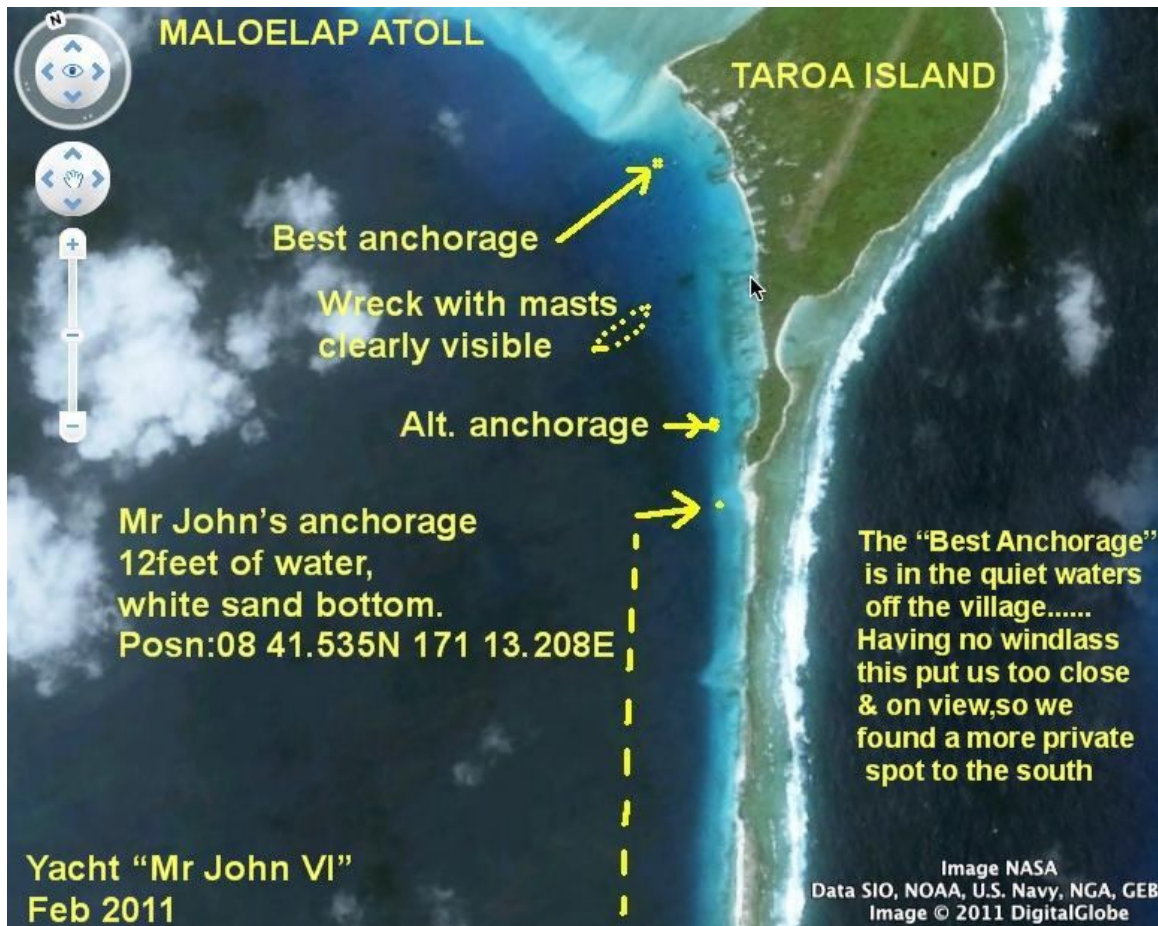 N
MALOELAP ATOLL
TAROA ISLAND
Best anchorage
Wreck with masts
clearly visible
Alt. anchorage
Mr John's anchorage
12feet of water,
white sand bottom.
Posn:08 41.535N 171 13.208E
The “Best Anchorage”
is in the quiet waters
off the village......
Having no windlass
this put us too close
& on view,so we
found a more private
spot to the south
Yacht “Mr John VI”
Feb 2011
Image NASA
Data SIO, NOAA, U.S. Navy, NGA, GEB
Image © 2011 DigitalGlobe